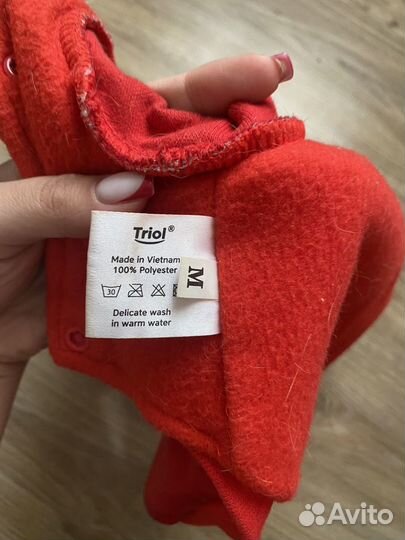 Triol®
Made in Vietnam
100% Polyester
M
30
Delicate wash
in warm water
Avito